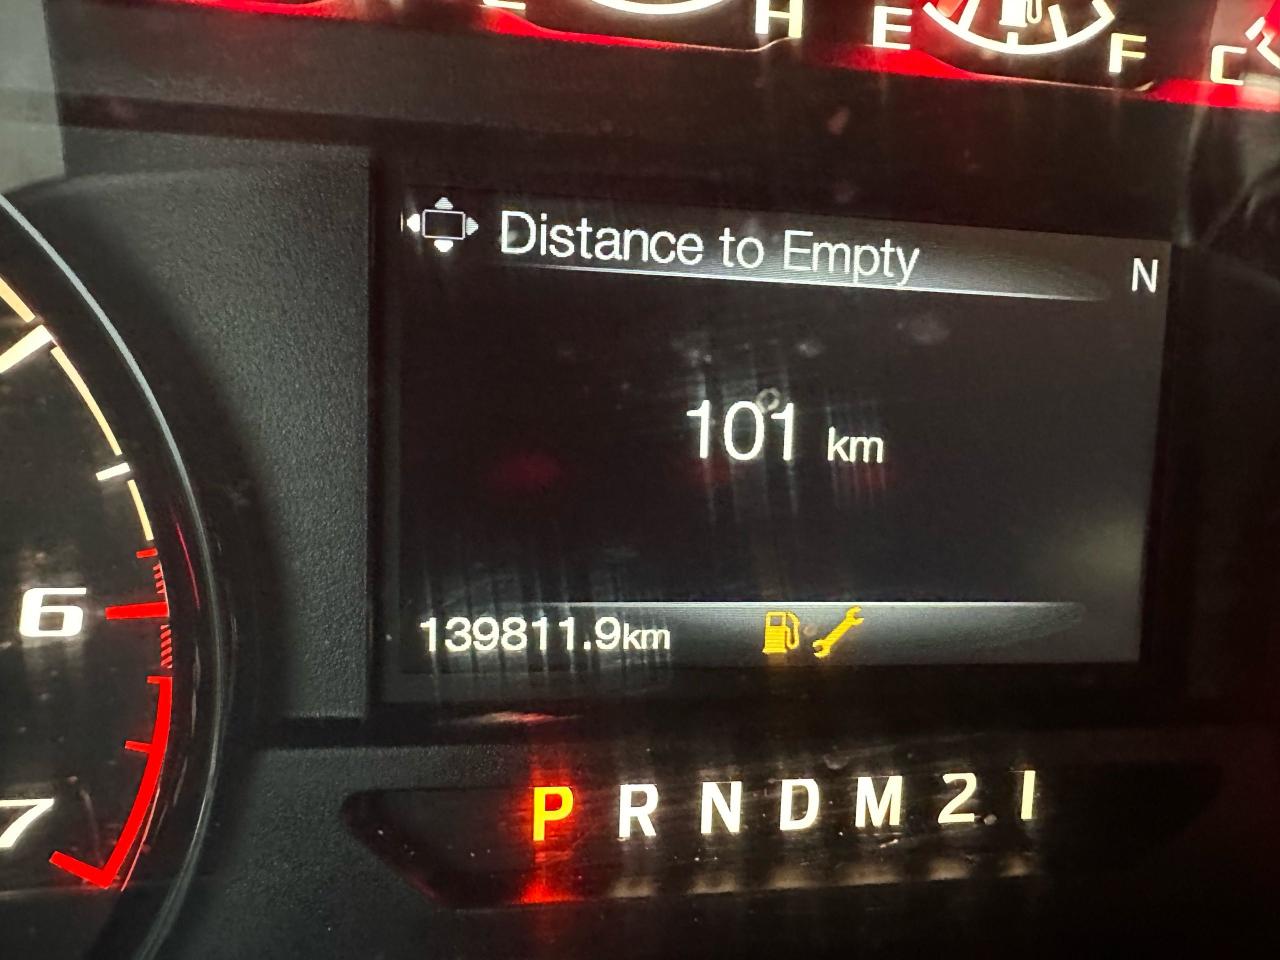 H E F C
Distance to Empty N
101 km
6
139811.9km
7
P R N D M 2 1